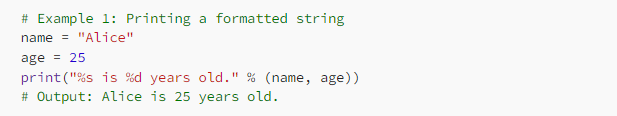 # Example 1: Printing a formatted string
name = "Alice"
age = 25
print("%s is %d years old." % (name, age))
# Output: Alice is 25 years old.